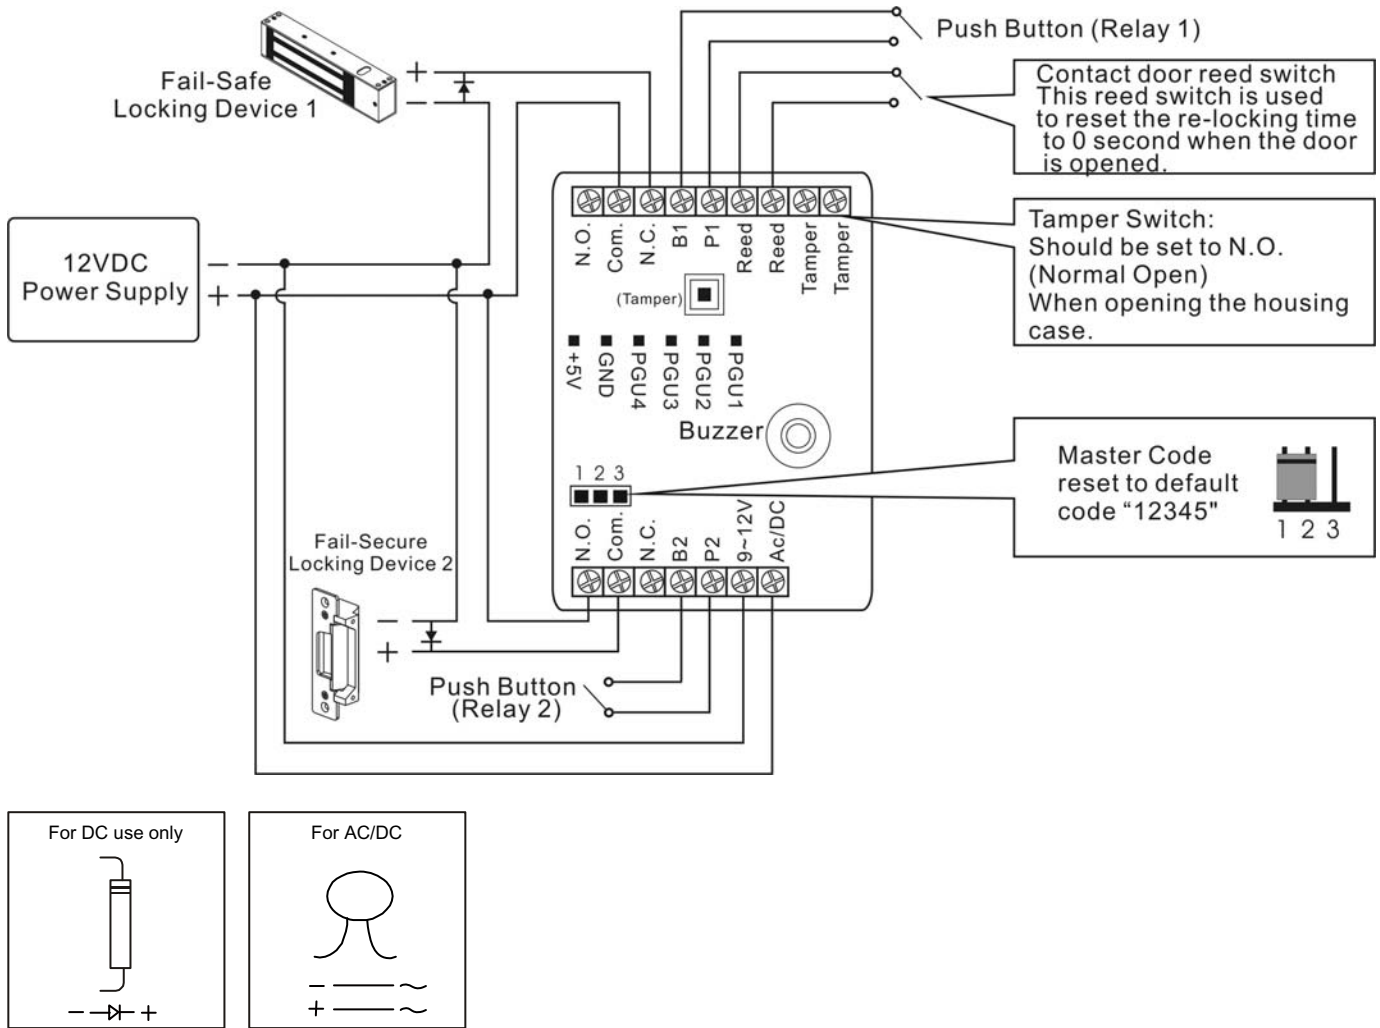 Push Button (Relay 1)
Fail-Safe
Locking Device 1
+
−
Contact door reed switch
This reed switch is used
to reset the re-locking time
to 0 second when the door
is opened.
12VDC
Power Supply
−
+
N.O.
Com.
N.C.
B1
P1
Reed
Reed
Tamper
Tamper
(Tamper)
Tamper Switch:
Should be set to N.O.
(Normal Open)
When opening the housing
case.
+5V
GND
PGU4
PGU3
PGU2
PGU1
Buzzer
1 2 3
Master Code
reset to default
code “12345"
1 2 3
N.O.
Com.
N.C.
B2
P2
9~12V
Ac/DC
Fail-Secure
Locking Device 2
−
+
Push Button
(Relay 2)
For DC use only
− +
For AC/DC
− ~
+ ~